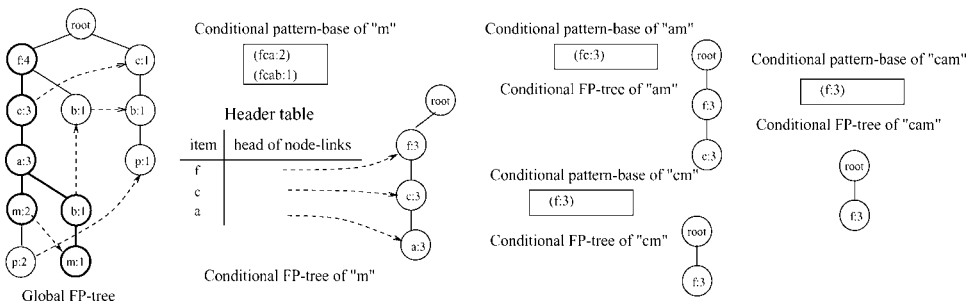 root
f:4
c:1
c:3
b:1
b:1
a:3
p:1
m:2
b:1
p:2
m:1
Global FP-tree
Conditional pattern-base of "m"
(fca:2)
(fcab:1)
Header table
item head of node-links
f
c
a
root
f:3
c:3
a:3
Conditional FP-tree of "m"
Conditional pattern-base of "am"
(fc:3)
Conditional FP-tree of "am"
root
f:3
c:3
Conditional pattern-base of "cm"
(f:3)
Conditional FP-tree of "cm"
root
f:3
Conditional pattern-base of "cam"
(f:3)
Conditional FP-tree of "cam"
root
f:3